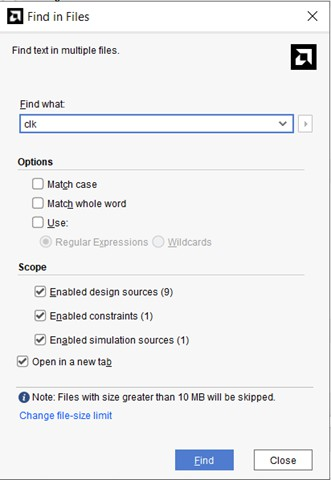 Find in Files
Find text in multiple files.
Find what:
clk
Options
Match case
Match whole word
Use:
Regular Expressions Wildcards
Scope
Enabled design sources (9)
Enabled constraints (1)
Enabled simulation sources (1)
Open in a new tab
Note: Files with size greater than 10 MB will be skipped.
Change file-size limit
Find Close